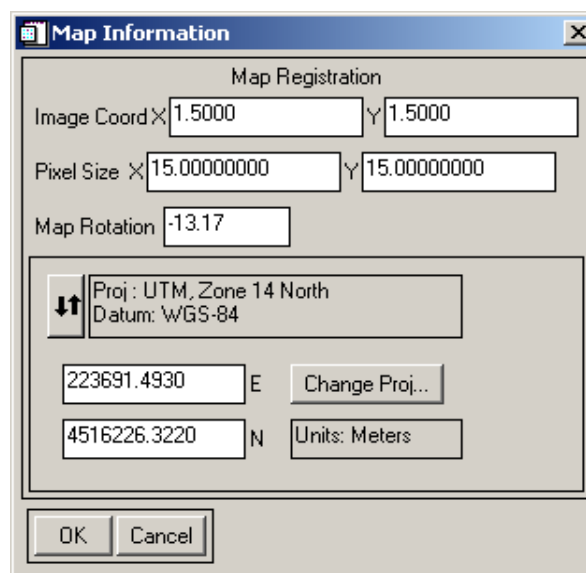 Map Information
Map Registration
Image Coord X 1.5000 Y 1.5000
Pixel Size X 15.00000000 Y 15.00000000
Map Rotation -13.17
Proj : UTM, Zone 14 North
Datum: WGS-84
223691.4930 E Change Proj...
4516226.3220 N Units: Meters
OK Cancel